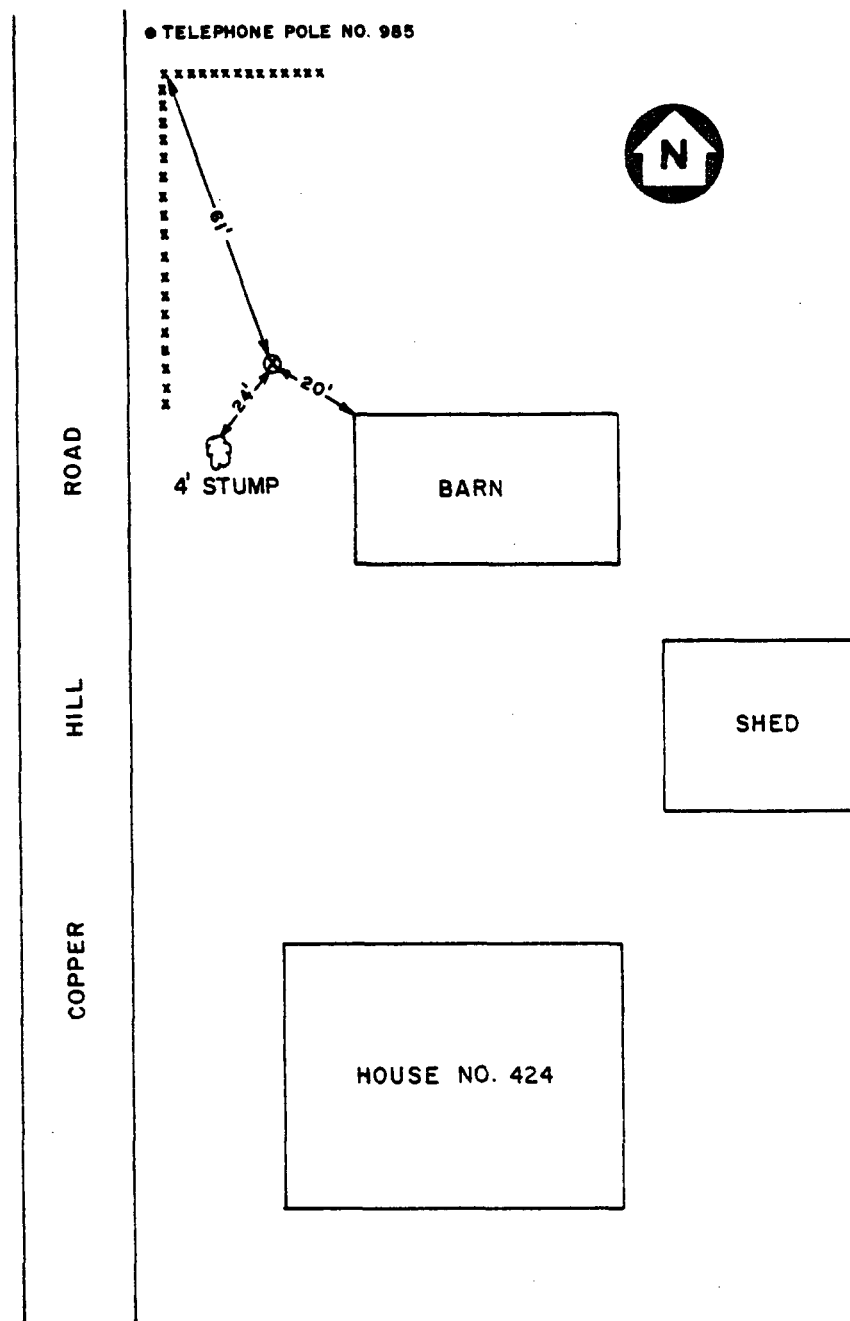 TELEPHONE POLE NO. 985
N
61'
24'
20'
4' STUMP
BARN
SHED
HOUSE NO. 424
COPPER HILL ROAD